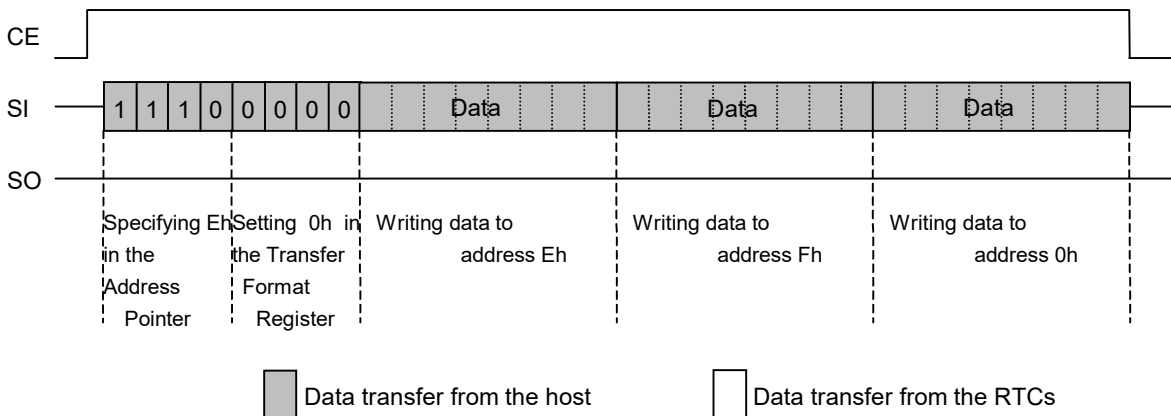 CE
SI 1 1 1 0 0 0 0 0 Data Data Data
SO
Specifying Eh Setting 0h in Writing data to Writing data to Writing data to
in the the Transfer address Eh address Fh address 0h
Address Format
Pointer Register
Data transfer from the host Data transfer from the RTCs